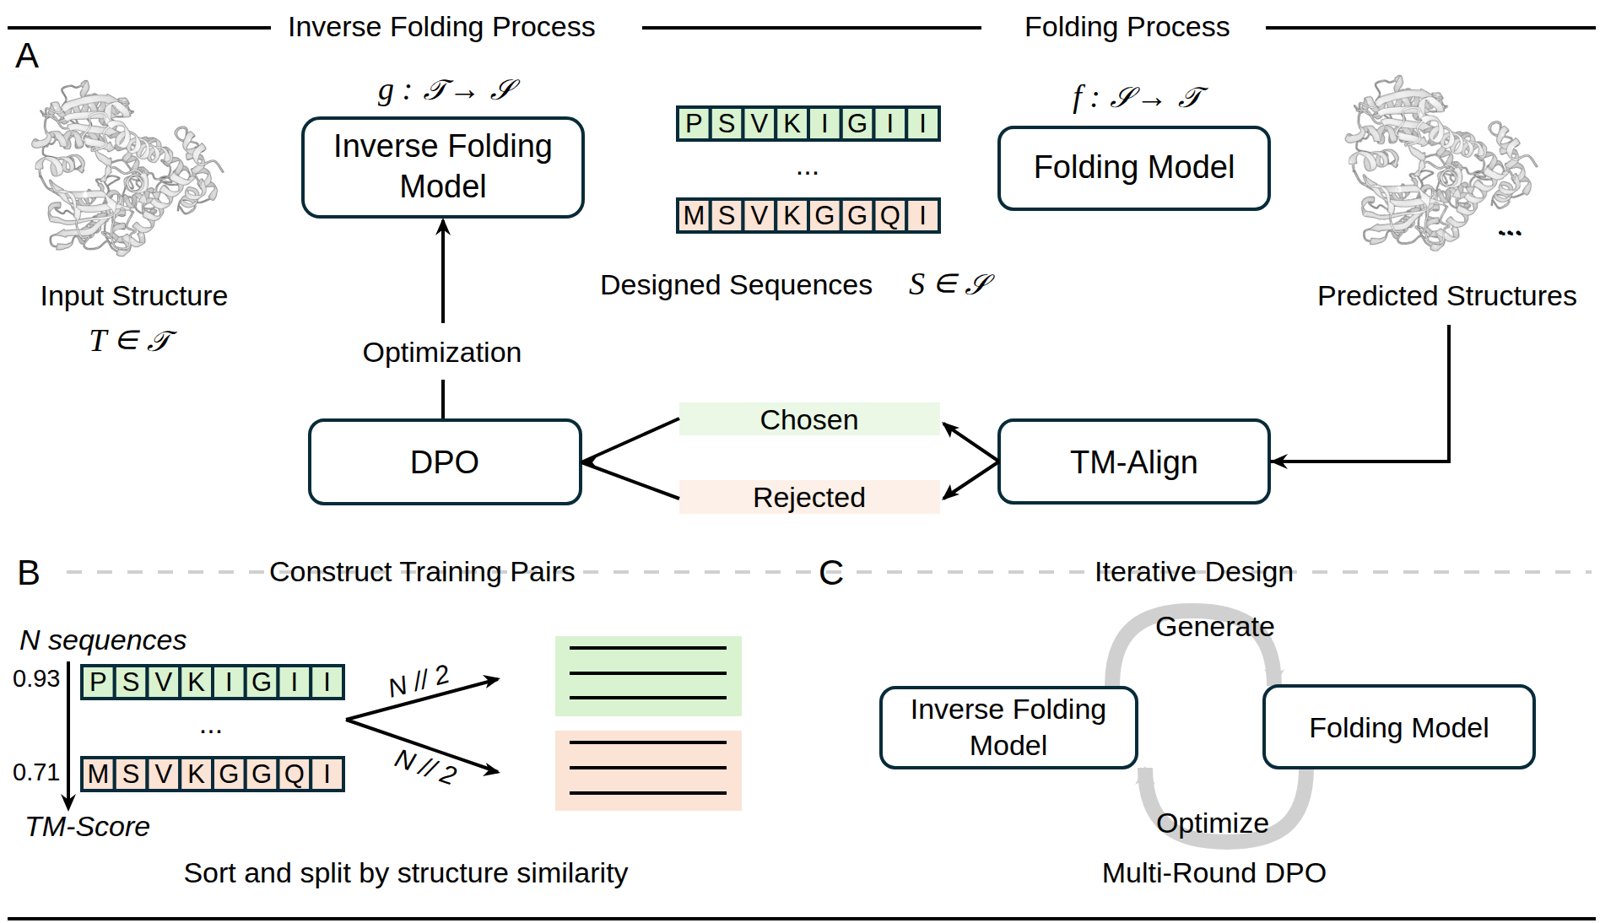 Inverse Folding Process
Folding Process
A
g : 𝒯 → 𝒮
Inverse Folding
Model
P S V K I G I I
...
M S V K G G Q I
f : 𝒮 → 𝒯
Folding Model
...
Input Structure
T ∈ 𝒯
Designed Sequences S ∈ 𝒮
Predicted Structures
Optimization
DPO
Chosen
Rejected
TM-Align
B
Construct Training Pairs
N sequences
0.93
P S V K I G I I
...
0.71
M S V K G G Q I
TM-Score
N // 2
N // 2
Sort and split by structure similarity
C
Iterative Design
Generate
Inverse Folding
Model
Folding Model
Optimize
Multi-Round DPO